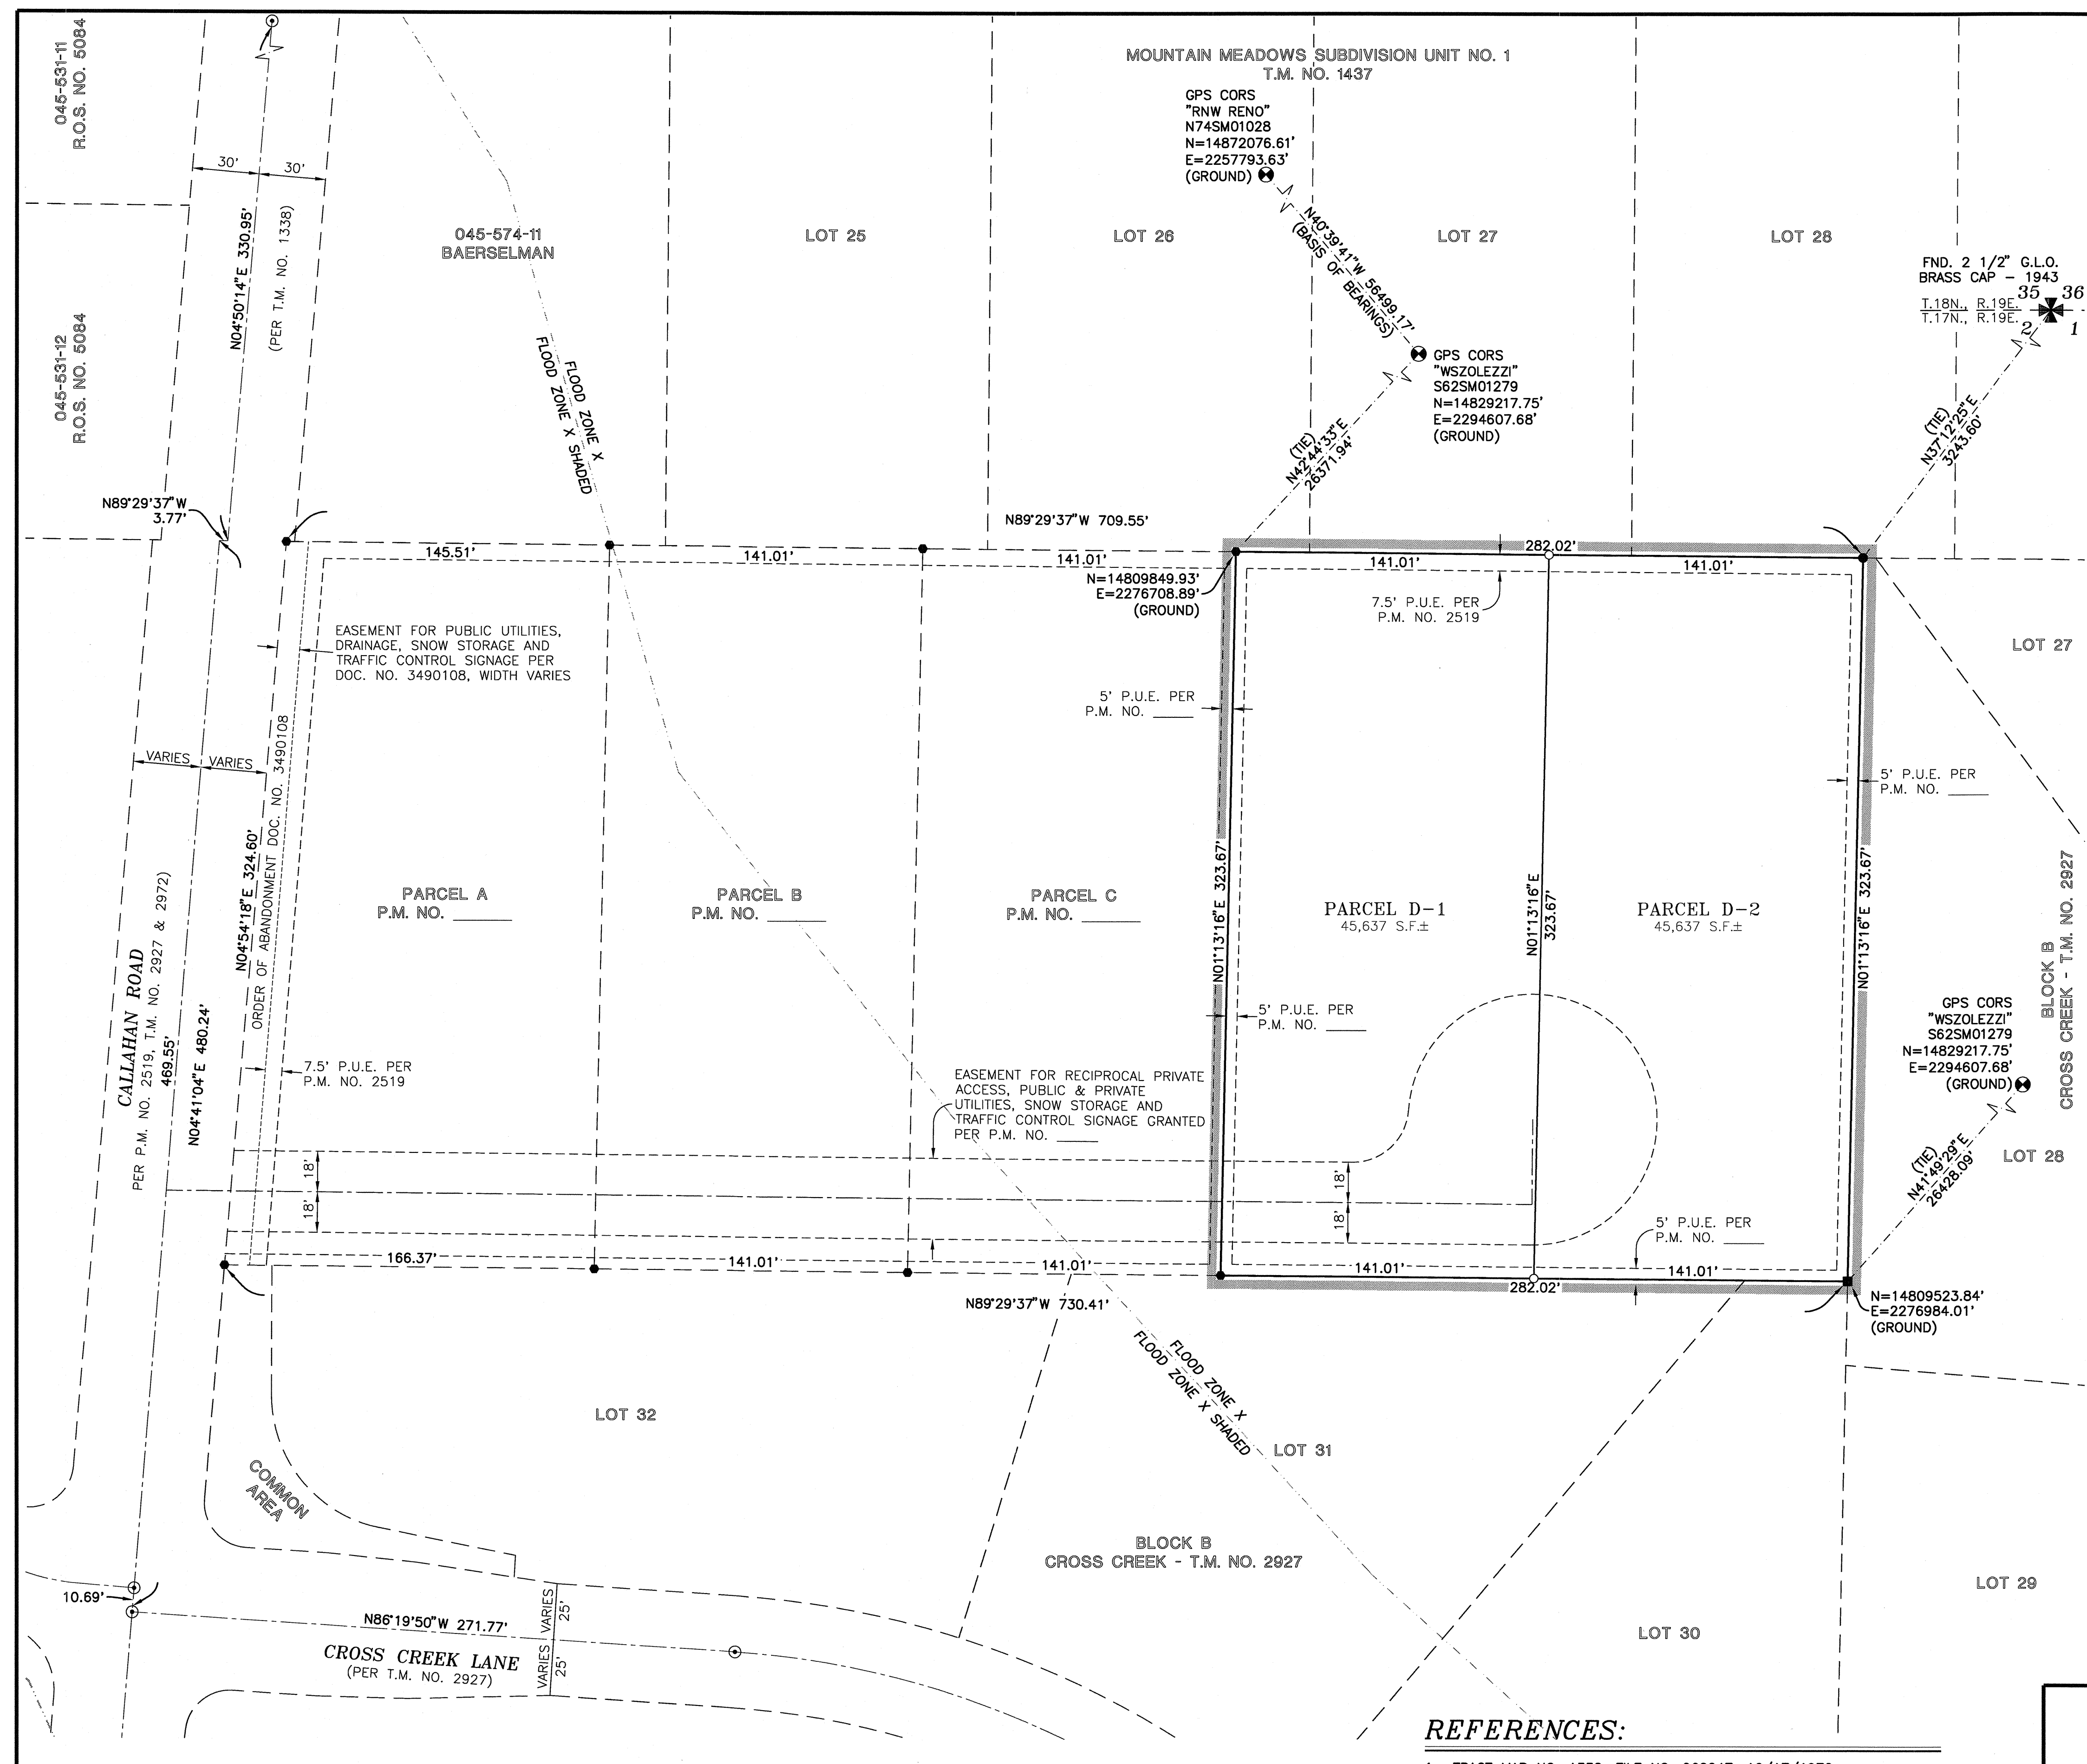 045-531-11
R.O.S. NO. 5084
045-531-12
R.O.S. NO. 5084
30'
30'
N04°50'14"E 330.95'
(PER T.M. NO. 1338)
N89°29'37"W
3.77'
MOUNTAIN MEADOWS SUBDIVISION UNIT NO. 1
T.M. NO. 1437
045-574-11
BAERSELMAN
LOT 25
LOT 26
LOT 27
LOT 28
GPS CORS
"RNW RENO"
N74SM01028
N=14872076.61'
E=2257793.63'
(GROUND)
N40°39'41"W 56499.17'
(BASIS OF BEARINGS)
GPS CORS
"WSZOLEZZI"
S62SM01279
N=14829217.75'
E=2294607.68'
(GROUND)
(TIE)
N42°44'33"E
26371.94'
FND. 2 1/2" G.L.O.
BRASS CAP - 1943
T.18N., R.19E.
T.17N., R.19E.
35 36
2 1
(TIE)
N37°12'25"E
3243.60'
FLOOD ZONE X
FLOOD ZONE X SHADED
N89°29'37"W 709.55'
145.51'
141.01'
141.01'
282.02'
141.01'
141.01'
N=14809849.93'
E=2276708.89'
(GROUND)
7.5' P.U.E. PER
P.M. NO. 2519
EASEMENT FOR PUBLIC UTILITIES,
DRAINAGE, SNOW STORAGE AND
TRAFFIC CONTROL SIGNAGE PER
DOC. NO. 3490108, WIDTH VARIES
5' P.U.E. PER
P.M. NO. _____
5' P.U.E. PER
P.M. NO. _____
LOT 27
VARIES
VARIES
ORDER OF ABANDONMENT DOC. NO. 3490108
N04°54'18"E 324.60'
CALLAHAN ROAD
PER P.M. NO. 2519, T.M. NO. 2927 & 2972)
469.55'
N04°41'04"E 480.24'
PARCEL A
P.M. NO. ______
PARCEL B
P.M. NO. ______
PARCEL C
P.M. NO. ______
N01°13'16"E 323.67'
PARCEL D-1
45,637 S.F.±
N01°13'16"E
323.67'
PARCEL D-2
45,637 S.F.±
N01°13'16"E 323.67'
BLOCK B
CROSS CREEK - T.M. NO. 2927
7.5' P.U.E. PER
P.M. NO. 2519
5' P.U.E. PER
P.M. NO. _____
EASEMENT FOR RECIPROCAL PRIVATE
ACCESS, PUBLIC & PRIVATE
UTILITIES, SNOW STORAGE AND
TRAFFIC CONTROL SIGNAGE GRANTED
PER P.M. NO. _____
GPS CORS
"WSZOLEZZI"
S62SM01279
N=14829217.75'
E=2294607.68'
(GROUND)
(TIE)
N41°49'29"E
26428.09'
LOT 28
18'
18'
18'
18'
5' P.U.E. PER
P.M. NO. _____
166.37'
141.01'
141.01'
141.01'
141.01'
282.02'
N89°29'37"W 730.41'
N=14809523.84'
E=2276984.01'
(GROUND)
FLOOD ZONE X
FLOOD ZONE X SHADED
LOT 32
LOT 31
COMMON
AREA
BLOCK B
CROSS CREEK - T.M. NO. 2927
LOT 29
LOT 30
10.69'
N86°19'50"W 271.77'
CROSS CREEK LANE
(PER T.M. NO. 2927)
VARIES VARIES
25' 25'
REFERENCES: